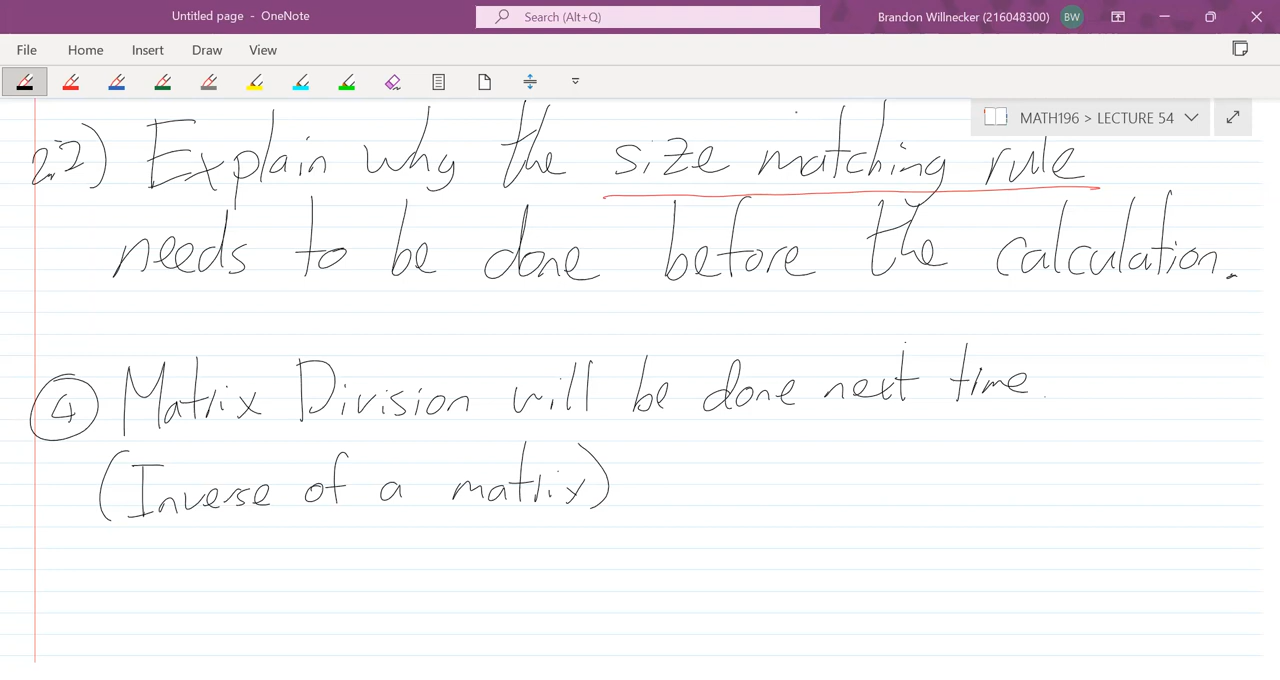 Untitled page - OneNote
Search (Alt+Q)
Brandon Willnecker (216048300)
BW
File Home Insert Draw View
MATH196 > LECTURE 54
2.2) Explain why the size matching rule
needs to be done before the calculation.
④ Matrix Division will be done next time.
(Inverse of a matrix)